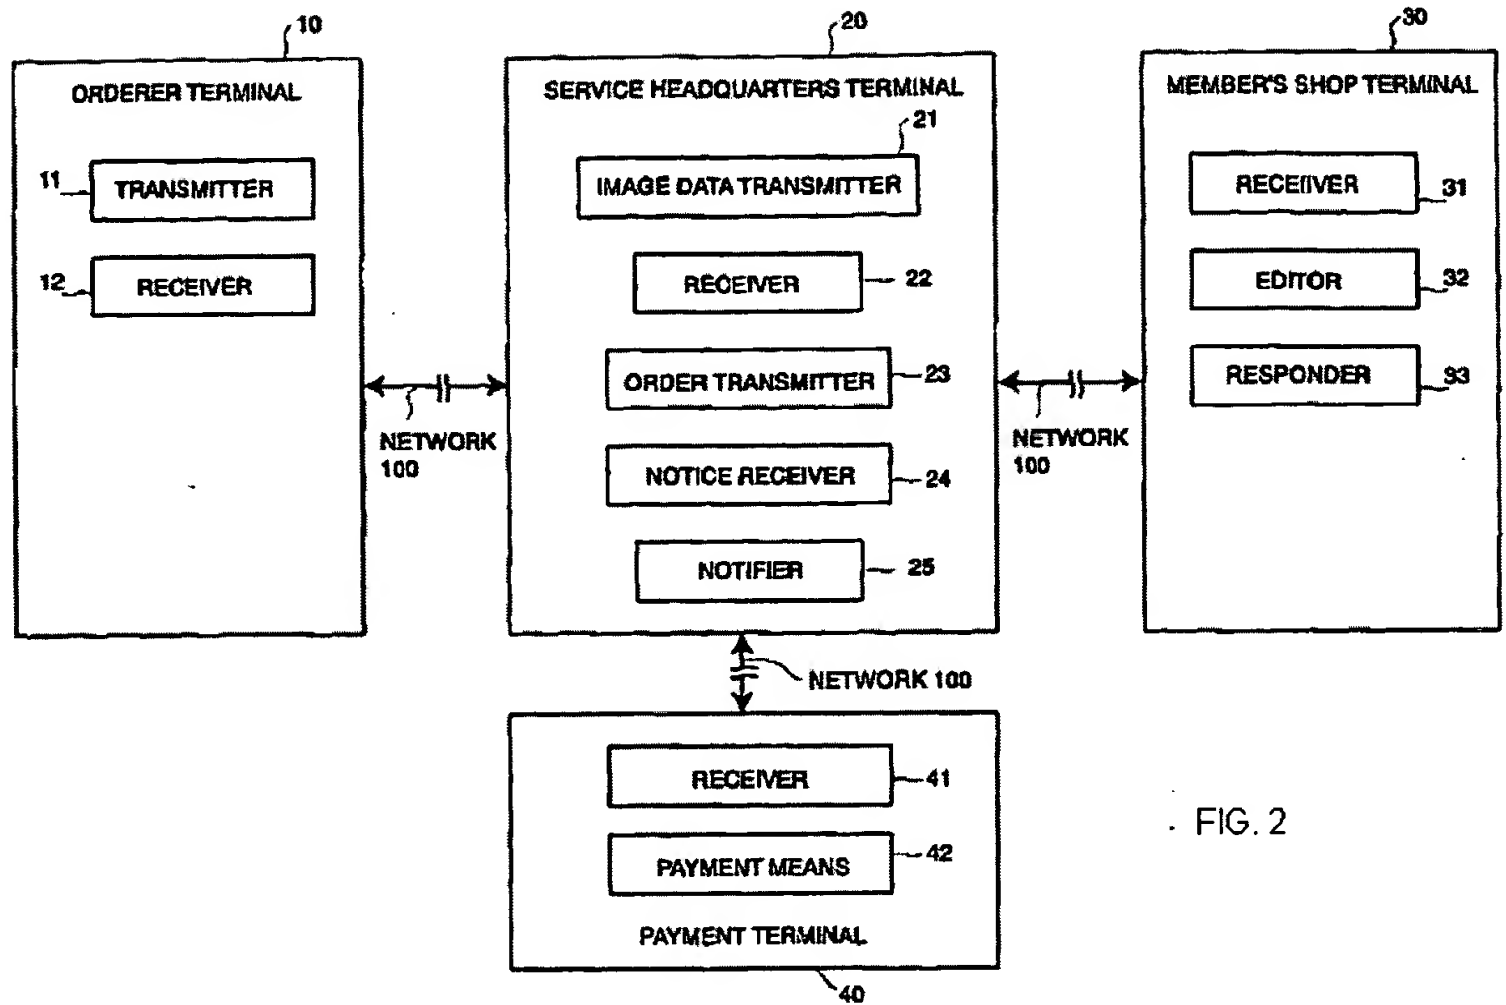 10
ORDERER TERMINAL
11
TRANSMITTER
12
RECEIVER
NETWORK
100
20
SERVICE HEADQUARTERS TERMINAL
21
IMAGE DATA TRANSMITTER
RECEIVER
22
ORDER TRANSMITTER
23
NOTICE RECEIVER
24
NOTIFIER
25
NETWORK
100
30
MEMBER'S SHOP TERMINAL
RECEIVER
31
EDITOR
32
RESPONDER
33
NETWORK 100
RECEIVER
41
PAYMENT MEANS
42
PAYMENT TERMINAL
40
FIG. 2